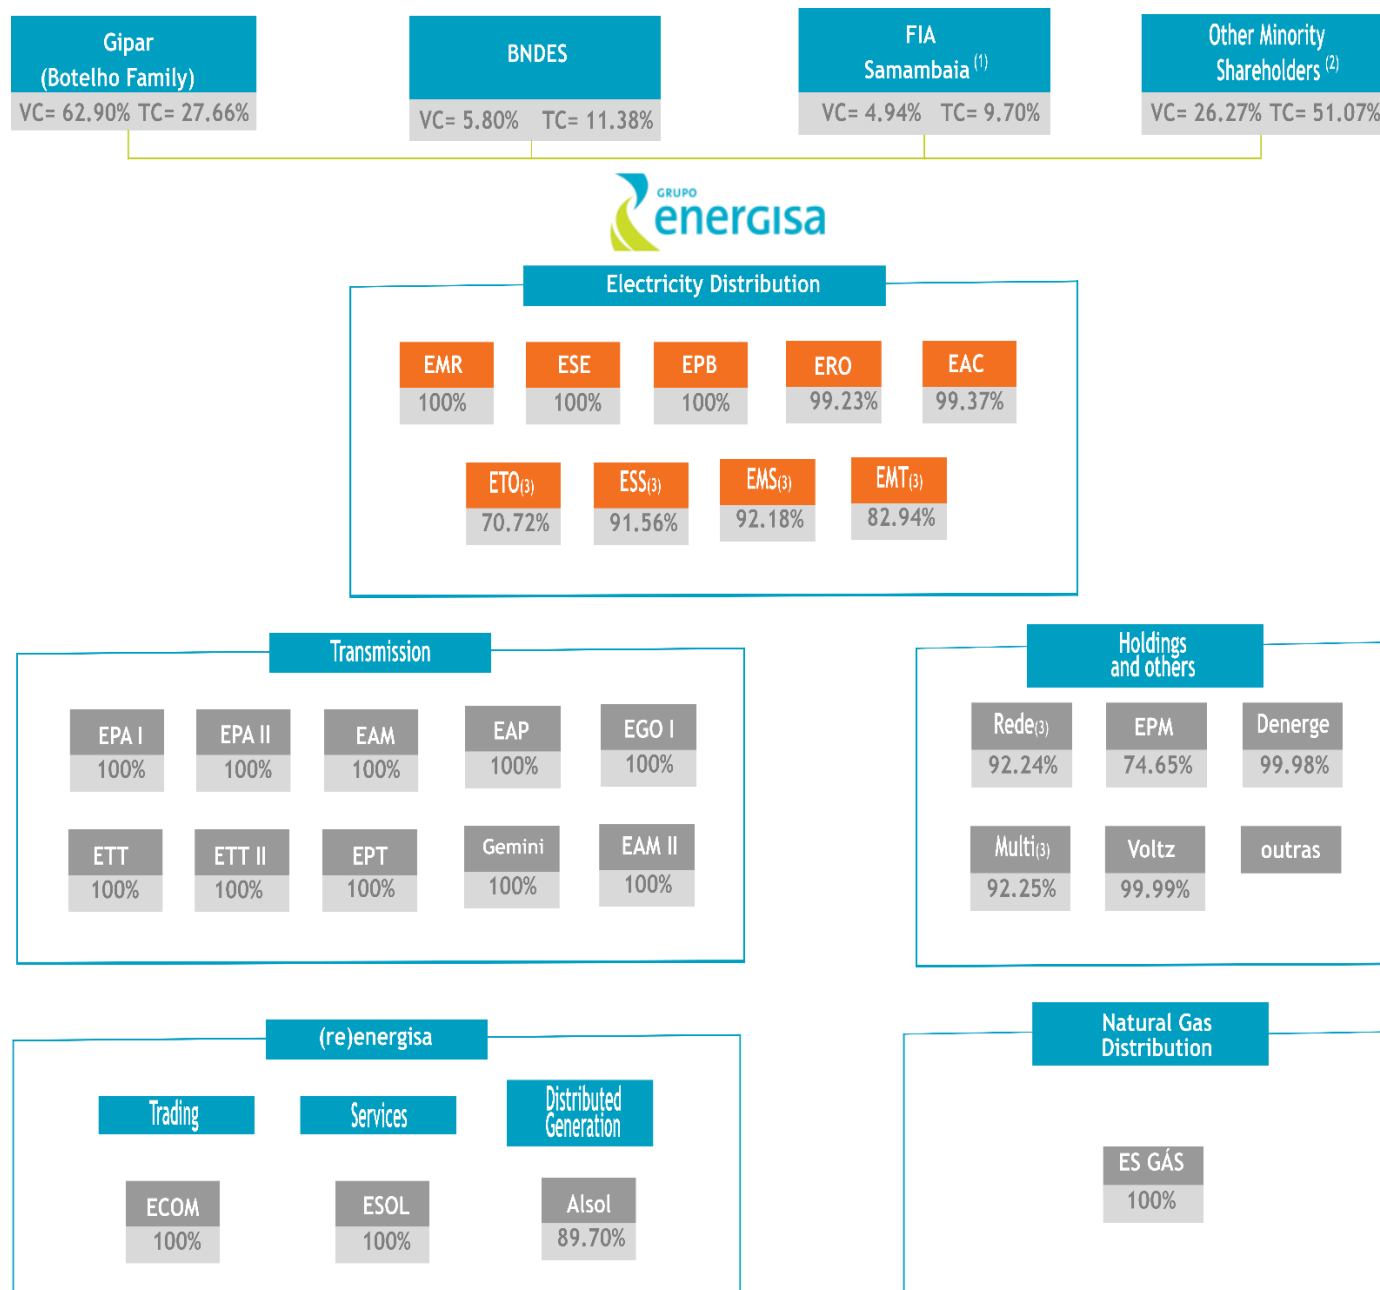 Gipar
(Botelho Family)
VC= 62.90% TC= 27.66%
BNDES
VC= 5.80% TC= 11.38%
FIA
Samambaia (1)
VC= 4.94% TC= 9.70%
Other Minority
Shareholders (2)
VC= 26.27% TC= 51.07%
GRUPO
energisa
Electricity Distribution
EMR ESE EPB ERO EAC
100% 100% 100% 99.23% 99.37%
ETO(3) ESS(3) EMS(3) EMT(3)
70.72% 91.56% 92.18% 82.94%
Transmission
EPA I EPA II EAM EAP EGO I
100% 100% 100% 100% 100%
ETT ETT II EPT Gemini EAM II
100% 100% 100% 100% 100%
Holdings
and others
Rede(3) EPM Denerge
92.24% 74.65% 99.98%
Multi(3) Voltz outras
92.25% 99.99%
(re)energisa
Trading Services Distributed
Generation
ECOM ESOL Alsol
100% 100% 89.70%
Natural Gas
Distribution
ES GÁS
100%